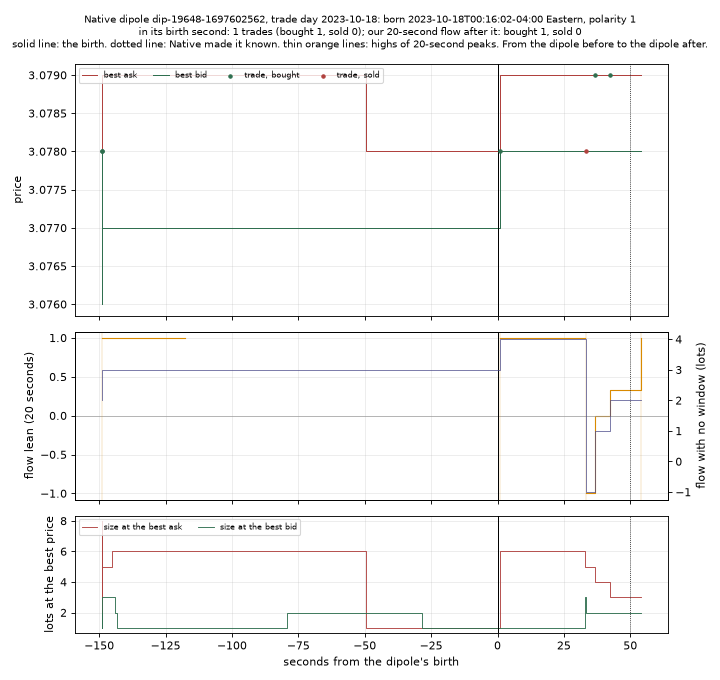 Native dipole dip-19648-1697602562, trade day 2023-10-18: born 2023-10-18T00:16:02-04:00 Eastern, polarity 1
in its birth second: 1 trades (bought 1, sold 0); our 20-second flow after it: bought 1, sold 0
solid line: the birth. dotted line: Native made it known. thin orange lines: highs of 20-second peaks. From the dipole before to the dipole after.
best ask best bid trade, bought trade, sold
3.0790
3.0785
3.0780
3.0775
3.0770
3.0765
3.0760
price
1.0
0.5
0.0
−0.5
−1.0
flow lean (20 seconds)
4
3
2
1
0
−1
flow with no window (lots)
size at the best ask size at the best bid
8
6
4
2
lots at the best price
−150 −125 −100 −75 −50 −25 0 25 50
seconds from the dipole's birth